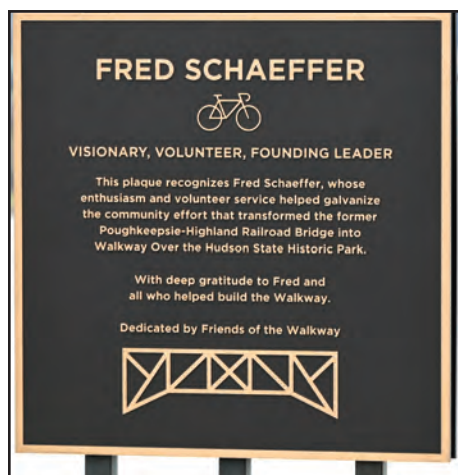 FRED SCHAEFFER
VISIONARY, VOLUNTEER, FOUNDING LEADER
This plaque recognizes Fred Schaeffer, whose
enthusiasm and volunteer service helped galvanize
the community effort that transformed the former
Poughkeepsie-Highland Railroad Bridge into
Walkway Over the Hudson State Historic Park.
With deep gratitude to Fred and
all who helped build the Walkway.
Dedicated by Friends of the Walkway